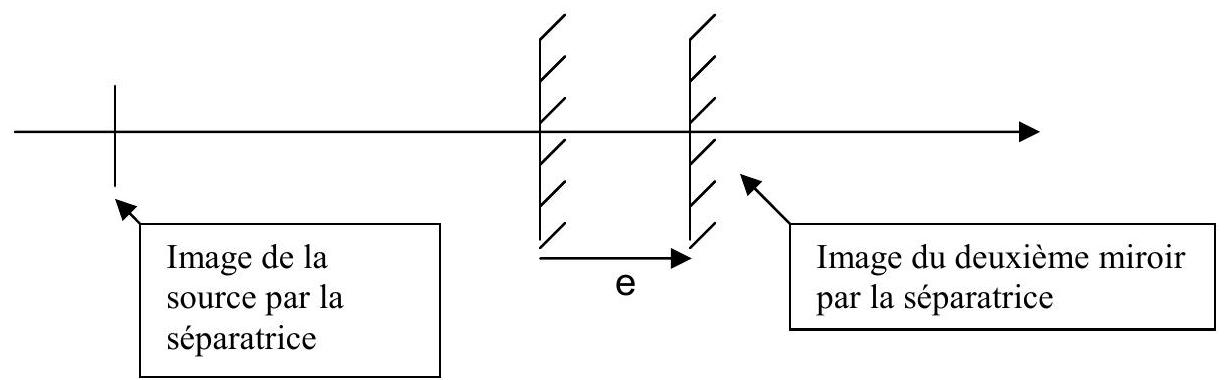 e
Image de la
source par la
séparatrice
Image du deuxième miroir
par la séparatrice